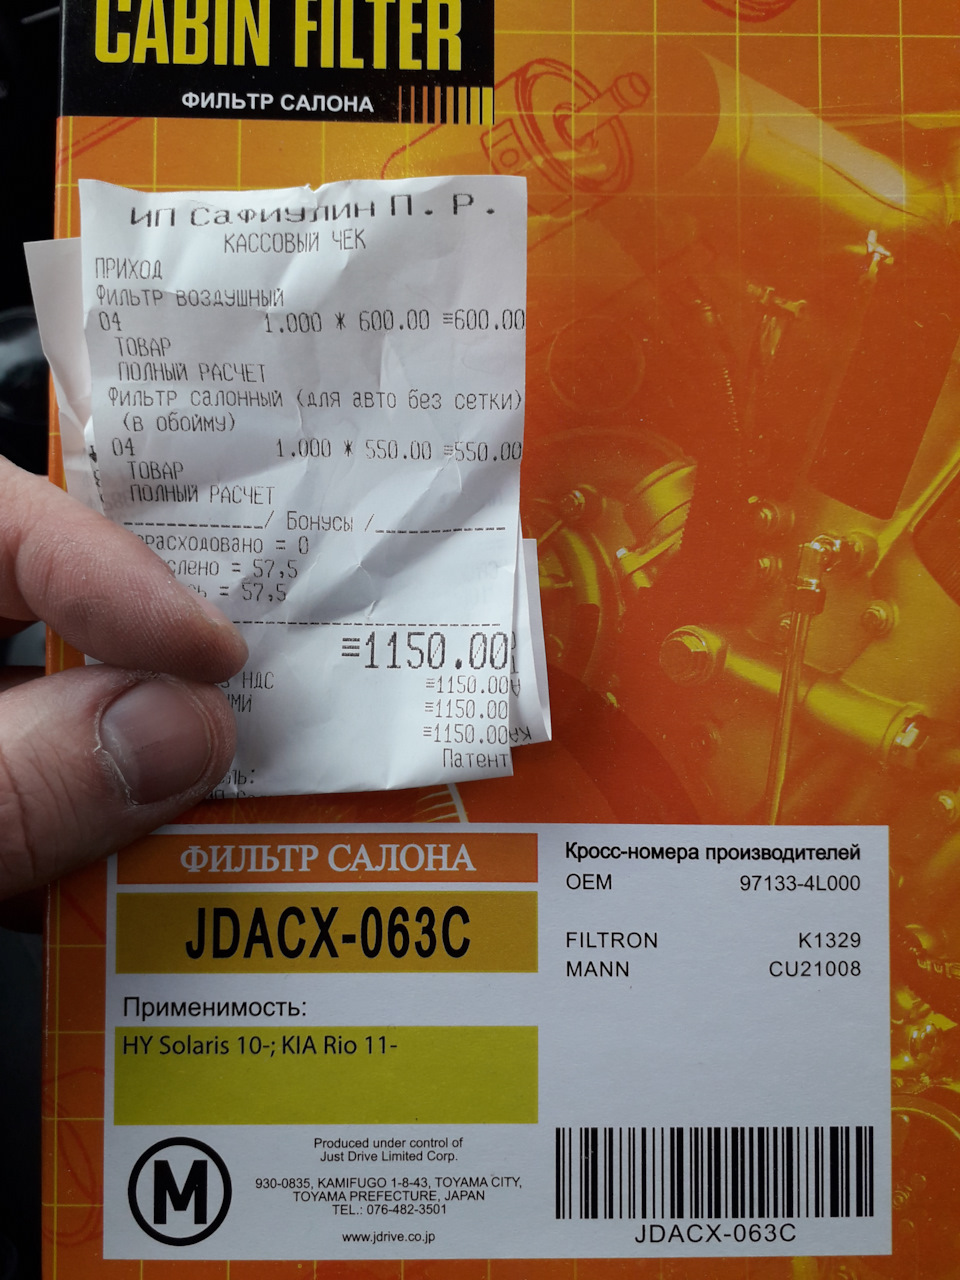 CABIN FILTER
ФИЛЬТР САЛОНА
ИП Сафиулин П. Р.
КАССОВЫЙ ЧЕК
ПРИХОД
ФИЛЬТР ВОЗДУШНЫЙ
04 1.000 * 600.00 =600.00
ТОВАР
ПОЛНЫЙ РАСЧЕТ
ФИЛЬТР САЛОННЫЙ (ДЛЯ АВТО БЕЗ СЕТКИ)
(В ОБОЙМУ)
04 1.000 * 550.00 =550.00
ТОВАР
ПОЛНЫЙ РАСЧЕТ
/ Бонусы /
РАСХОДОВАНО = 0
СЛЕНО = 57,5
= 57,5
=1150.00
НДС =1150.00
=1150.00
=1150.00
Патент
ФИЛЬТР САЛОНА
JDACX-063C
Применимость:
HY Solaris 10-; KIA Rio 11-
Кросс-номера производителей
OEM 97133-4L000
FILTRON K1329
MANN CU21008
M
Produced under control of
Just Drive Limited Corp.
930-0835, KAMIFUGO 1-8-43, TOYAMA CITY,
TOYAMA PREFECTURE, JAPAN
TEL.: 076-482-3501
www.jdrive.co.jp
JDACX-063C